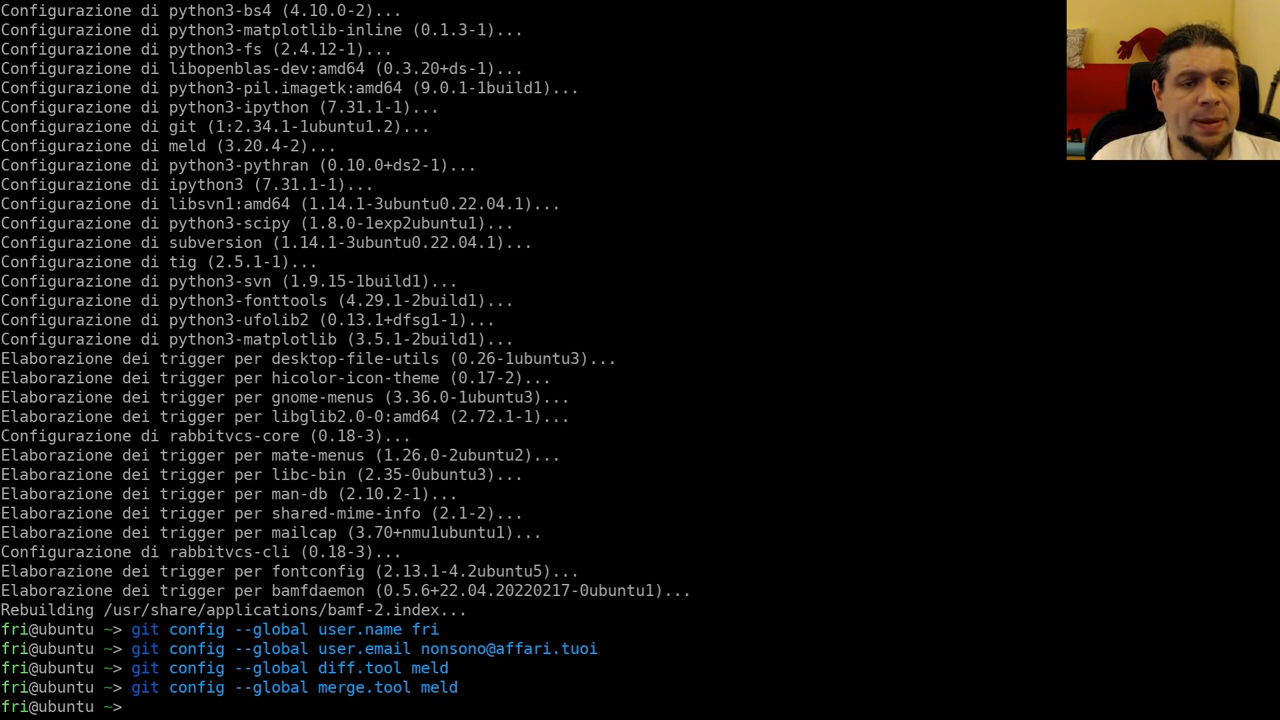 Configurazione di python3-bs4 (4.10.0-2)...
Configurazione di python3-matplotlib-inline (0.1.3-1)...
Configurazione di python3-fs (2.4.12-1)...
Configurazione di libopenblas-dev:amd64 (0.3.20+ds-1)...
Configurazione di python3-pil.imagetk:amd64 (9.0.1-1build1)...
Configurazione di python3-ipython (7.31.1-1)...
Configurazione di git (1:2.34.1-1ubuntu1.2)...
Configurazione di meld (3.20.4-2)...
Configurazione di python3-pythran (0.10.0+ds2-1)...
Configurazione di ipython3 (7.31.1-1)...
Configurazione di libsvn1:amd64 (1.14.1-3ubuntu0.22.04.1)...
Configurazione di python3-scipy (1.8.0-1exp2ubuntu1)...
Configurazione di subversion (1.14.1-3ubuntu0.22.04.1)...
Configurazione di tig (2.5.1-1)...
Configurazione di python3-svn (1.9.15-1build1)...
Configurazione di python3-fonttools (4.29.1-2build1)...
Configurazione di python3-ufolib2 (0.13.1+dfsg1-1)...
Configurazione di python3-matplotlib (3.5.1-2build1)...
Elaborazione dei trigger per desktop-file-utils (0.26-1ubuntu3)...
Elaborazione dei trigger per hicolor-icon-theme (0.17-2)...
Elaborazione dei trigger per gnome-menus (3.36.0-1ubuntu3)...
Elaborazione dei trigger per libglib2.0-0:amd64 (2.72.1-1)...
Configurazione di rabbitvcs-core (0.18-3)...
Elaborazione dei trigger per mate-menus (1.26.0-2ubuntu2)...
Elaborazione dei trigger per libc-bin (2.35-0ubuntu3)...
Elaborazione dei trigger per man-db (2.10.2-1)...
Elaborazione dei trigger per shared-mime-info (2.1-2)...
Elaborazione dei trigger per mailcap (3.70+nmu1ubuntu1)...
Configurazione di rabbitvcs-cli (0.18-3)...
Elaborazione dei trigger per fontconfig (2.13.1-4.2ubuntu5)...
Elaborazione dei trigger per bamfdaemon (0.5.6+22.04.20220217-0ubuntu1)...
Rebuilding /usr/share/applications/bamf-2.index...
fri@ubuntu ~> git config --global user.name fri
fri@ubuntu ~> git config --global user.email nonsono@affari.tuoi
fri@ubuntu ~> git config --global diff.tool meld
fri@ubuntu ~> git config --global merge.tool meld
fri@ubuntu ~>